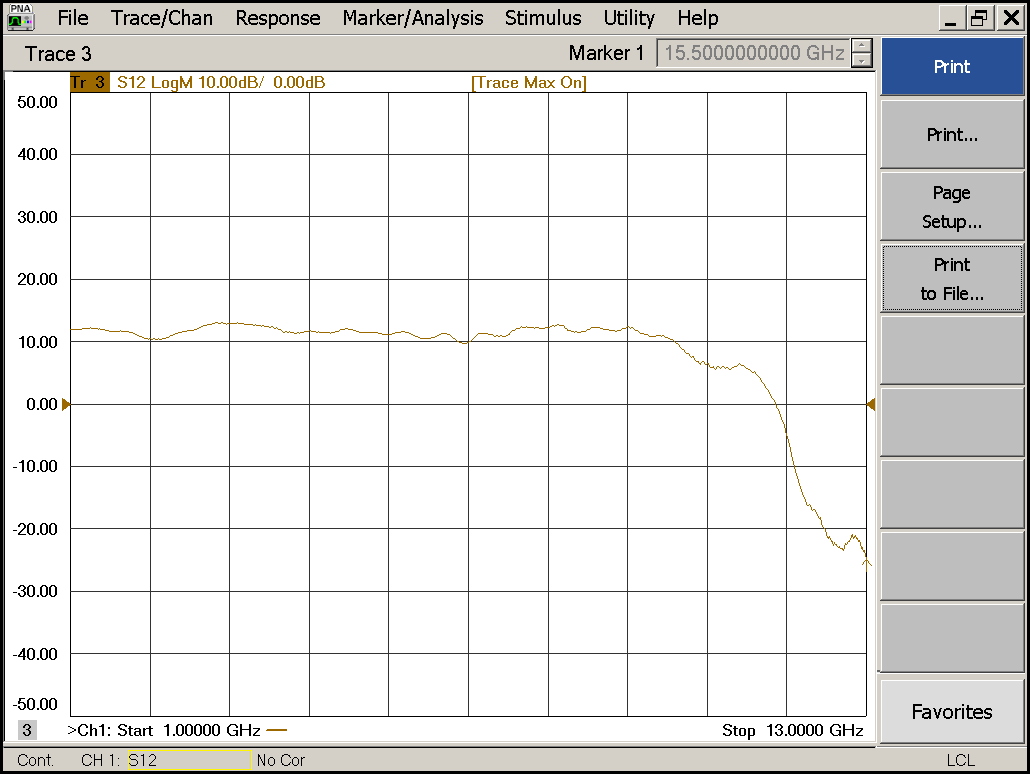 PNA
File Trace/Chan Response Marker/Analysis Stimulus Utility Help
Trace 3 Marker 1 15.5000000000 GHz
Print
Tr 3 S12 LogM 10.00dB/ 0.00dB [Trace Max On]
50.00
Print...
40.00
Page
Setup...
30.00
Print
to File...
20.00
10.00
0.00
-10.00
-20.00
-30.00
-40.00
-50.00
Favorites
3 >Ch1: Start 1.00000 GHz Stop 13.0000 GHz
Cont. CH 1: S12 No Cor LCL